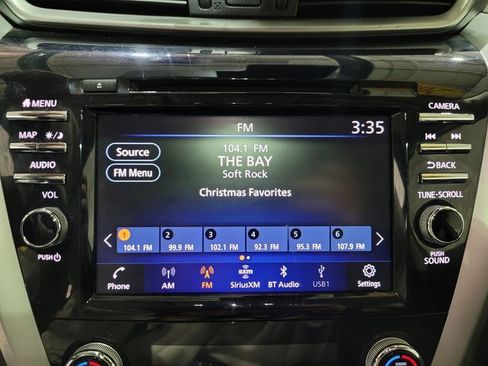 MENU
CAMERA
FM
3:35
MAP
Source
104.1 FM
THE BAY
Soft Rock
BACK
AUDIO
FM Menu
Christmas Favorites
VOL
TUNE·SCROLL
1 2 3 4 5 6
104.1 FM 99.9 FM 102.1 FM 92.3 FM 95.3 FM 107.9 FM
PUSH
PUSH
SOUND
sxm
Phone AM FM SiriusXM BT Audio USB1 Settings